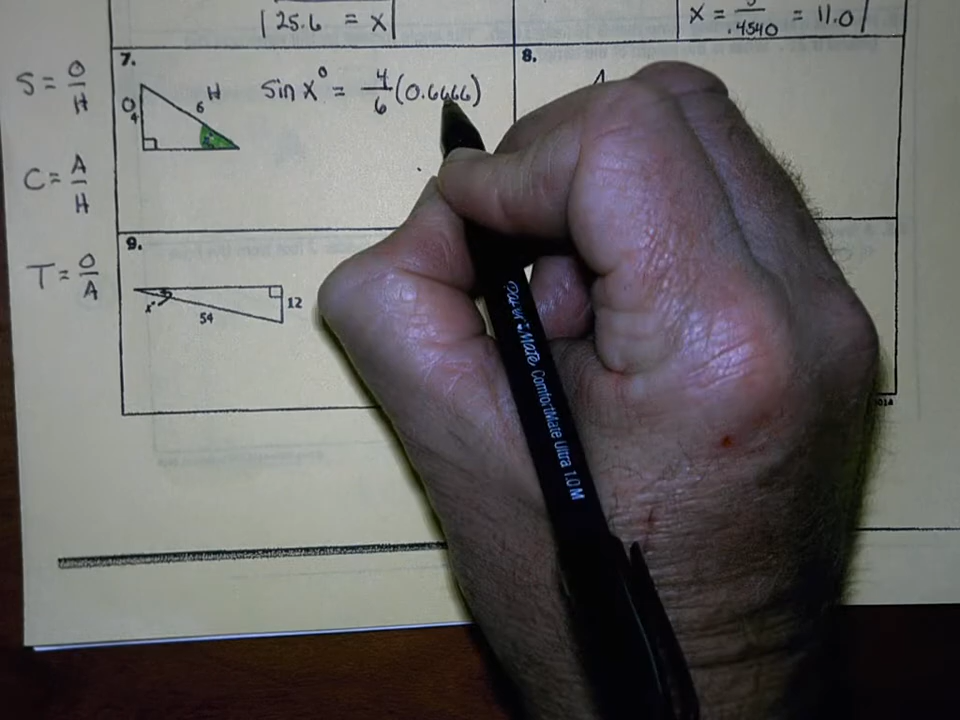 25.6 = X
X = .4540 = 11.0
7.
8.
S = O/H
O
4
6 H
sin x° = 4/6 (0.6666)
C = A/H
9.
T = O/A
x°
54
12
Paper Mate ComfortMate Ultra 1.0 M